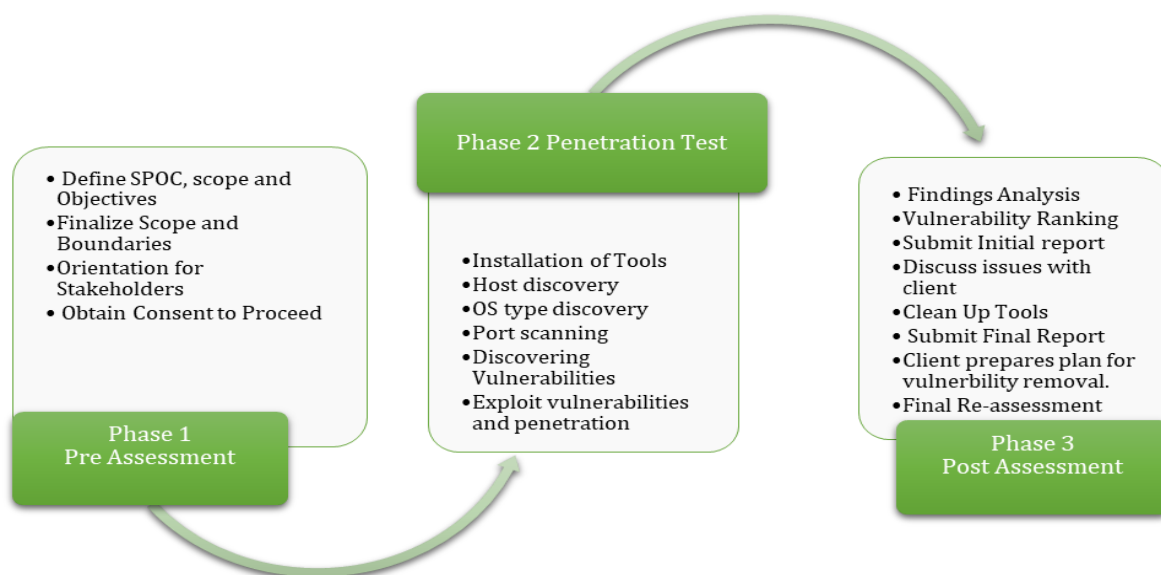 • Define SPOC, scope and
Objectives
•Finalize Scope and
Boundaries
•Orientation for
Stakeholders
• Obtain Consent to Proceed
Phase 1
Pre Assessment
Phase 2 Penetration Test
•Installation of Tools
•Host discovery
•OS type discovery
•Port scanning
•Discovering
Vulnerabilities
•Exploit vulnerabilities
and penetration
• Findings Analysis
•Vulnerability Ranking
•Submit Initial report
•Discuss issues with
client
•Clean Up Tools
• Submit Final Report
•Client prepares plan for
vulnerbility removal.
•Final Re-assessment
Phase 3
Post Assessment